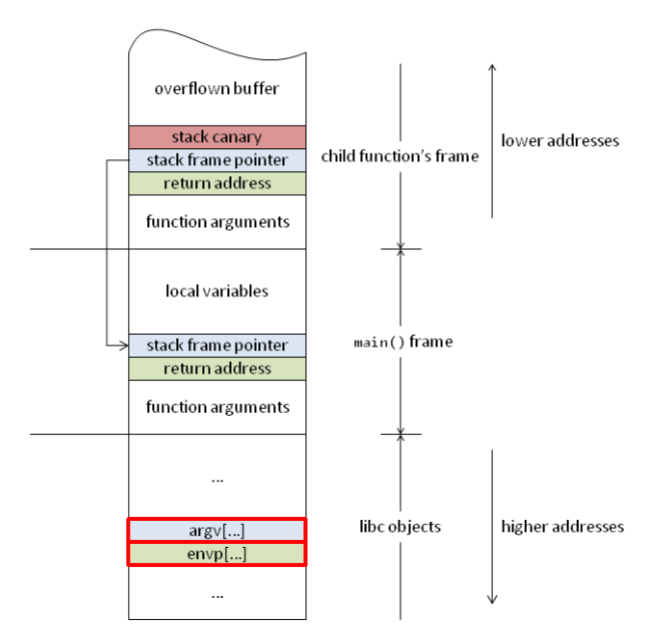 overflown buffer
stack canary
stack frame pointer
return address
function arguments
child function's frame
lower addresses
local variables
stack frame pointer
return address
function arguments
main() frame
...
argv[...]
envp[...]
...
libc objects
higher addresses